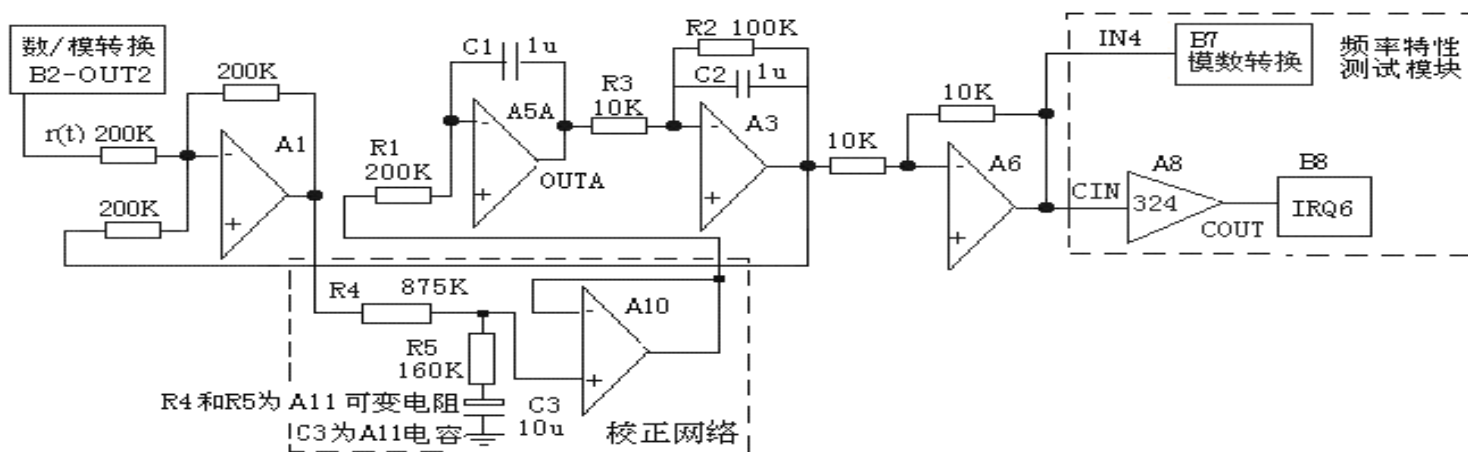 数/模转换
B2-OUT2
200K
r(t) 200K
-
A1
+
200K
C1 1u
-
A5A
+
OUTA
R1
200K
R3
10K
R2 100K
C2 1u
-
A3
+
10K
10K
-
A6
+
IN4
B7
模数转换
频率特性
测试模块
CIN
A8
324
COUT
B8
IRQ6
R4 875K
R5
160K
-
A10
+
R4和R5为A11可变电阻
C3为A11电容
C3
10u
校正网络